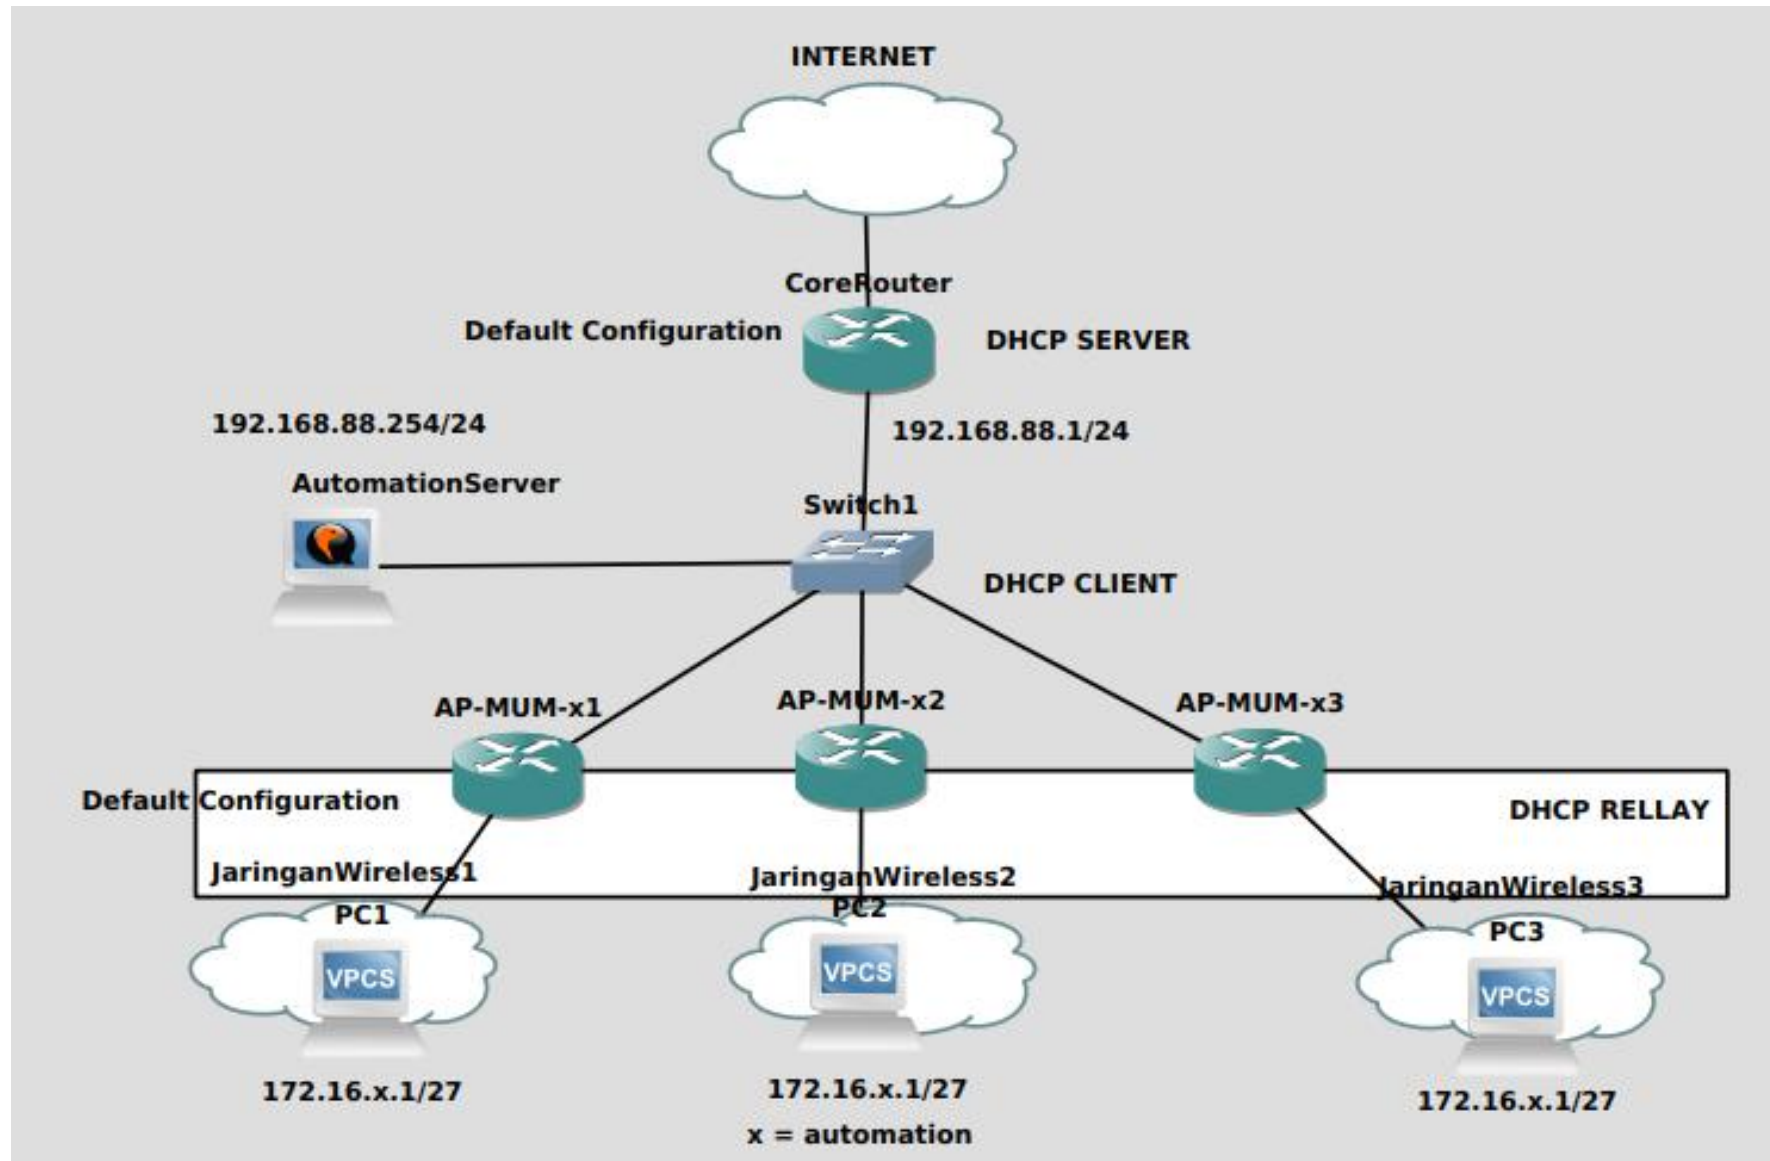 INTERNET
CoreRouter
Default Configuration
DHCP SERVER
192.168.88.254/24
192.168.88.1/24
AutomationServer
Switch1
DHCP CLIENT
AP-MUM-x1
AP-MUM-x2
AP-MUM-x3
Default Configuration
DHCP RELLAY
JaringanWireless1
JaringanWireless2
JaringanWireless3
PC1
PC2
PC3
VPCS
VPCS
VPCS
172.16.x.1/27
172.16.x.1/27
172.16.x.1/27
x = automation